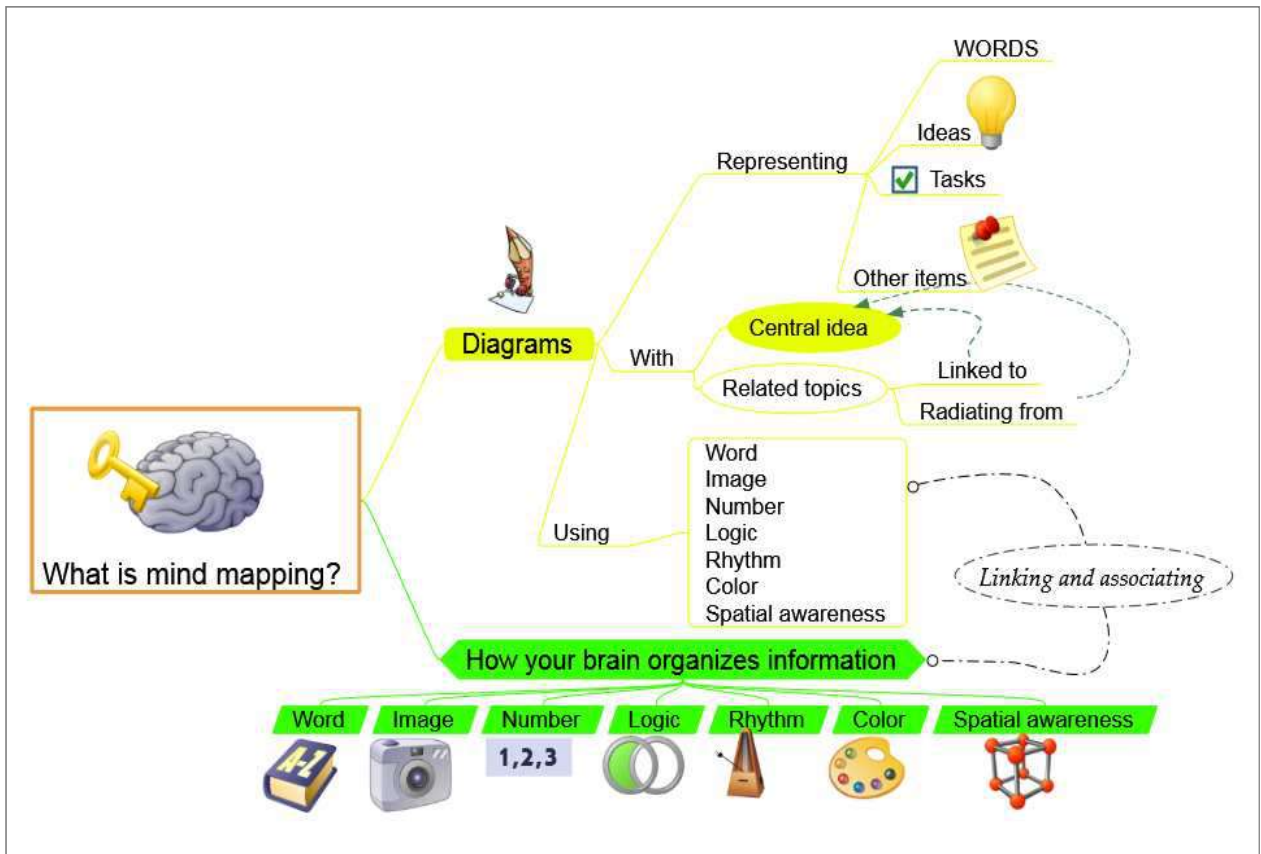 WORDS
Ideas
Representing
Tasks
Other items
Diagrams
Central idea
With
Related topics
Linked to
Radiating from
What is mind mapping?
Using
Word
Image
Number
Logic
Rhythm
Color
Spatial awareness
Linking and associating
How your brain organizes information
Word Image Number Logic Rhythm Color Spatial awareness
A-Z
1,2,3